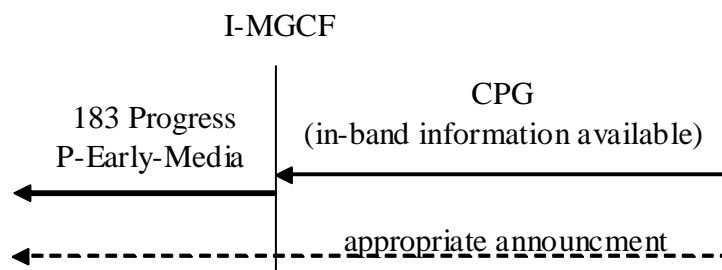 I-MGCF
183 Progress
P-Early-Media
CPG
(in-band information available)
appropriate announcment